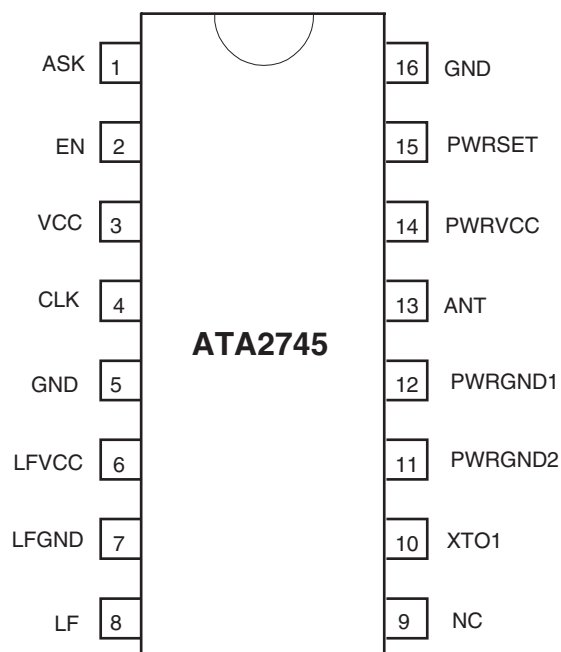 ASK 1 16 GND
EN 2 15 PWRSET
VCC 3 14 PWRVCC
CLK 4 13 ANT
ATA2745
GND 5 12 PWRGND1
LFVCC 6 11 PWRGND2
LFGND 7 10 XTO1
LF 8 9 NC